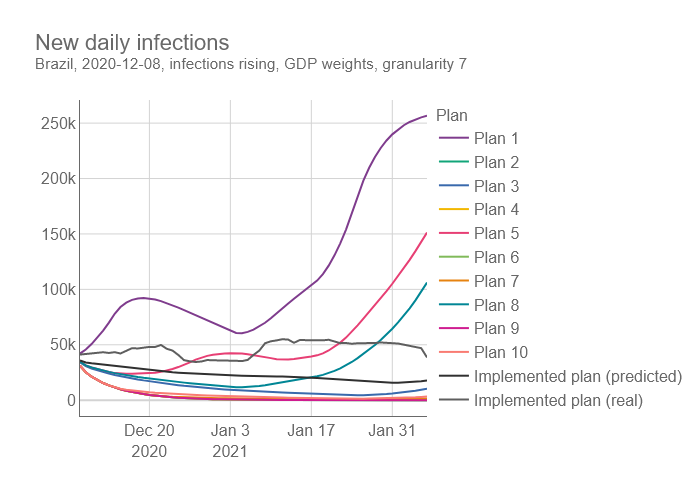 New daily infections
Brazil, 2020-12-08, infections rising, GDP weights, granularity 7
250k
200k
150k
100k
50k
0
Dec 20
2020
Jan 3
2021
Jan 17
Jan 31
Plan
Plan 1
Plan 2
Plan 3
Plan 4
Plan 5
Plan 6
Plan 7
Plan 8
Plan 9
Plan 10
Implemented plan (predicted)
Implemented plan (real)